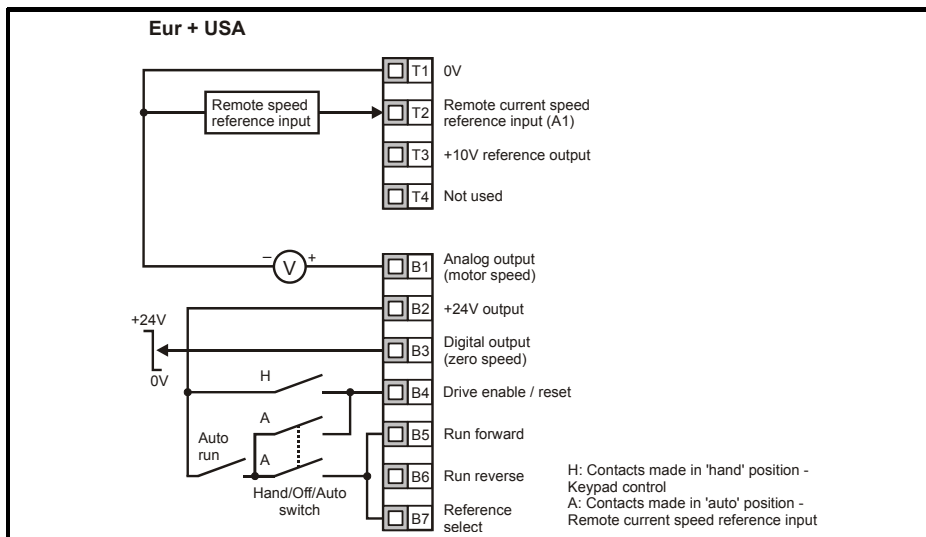 Eur + USA
T1 0V
Remote speed
reference input
T2 Remote current speed
reference input (A1)
T3 +10V reference output
T4 Not used
– V +
B1 Analog output
(motor speed)
B2 +24V output
+24V
0V
B3 Digital output
(zero speed)
H
B4 Drive enable / reset
A
Auto
run
B5 Run forward
A
B6 Run reverse
Hand/Off/Auto
switch
B7 Reference
select
H: Contacts made in 'hand' position -
Keypad control
A: Contacts made in 'auto' position -
Remote current speed reference input